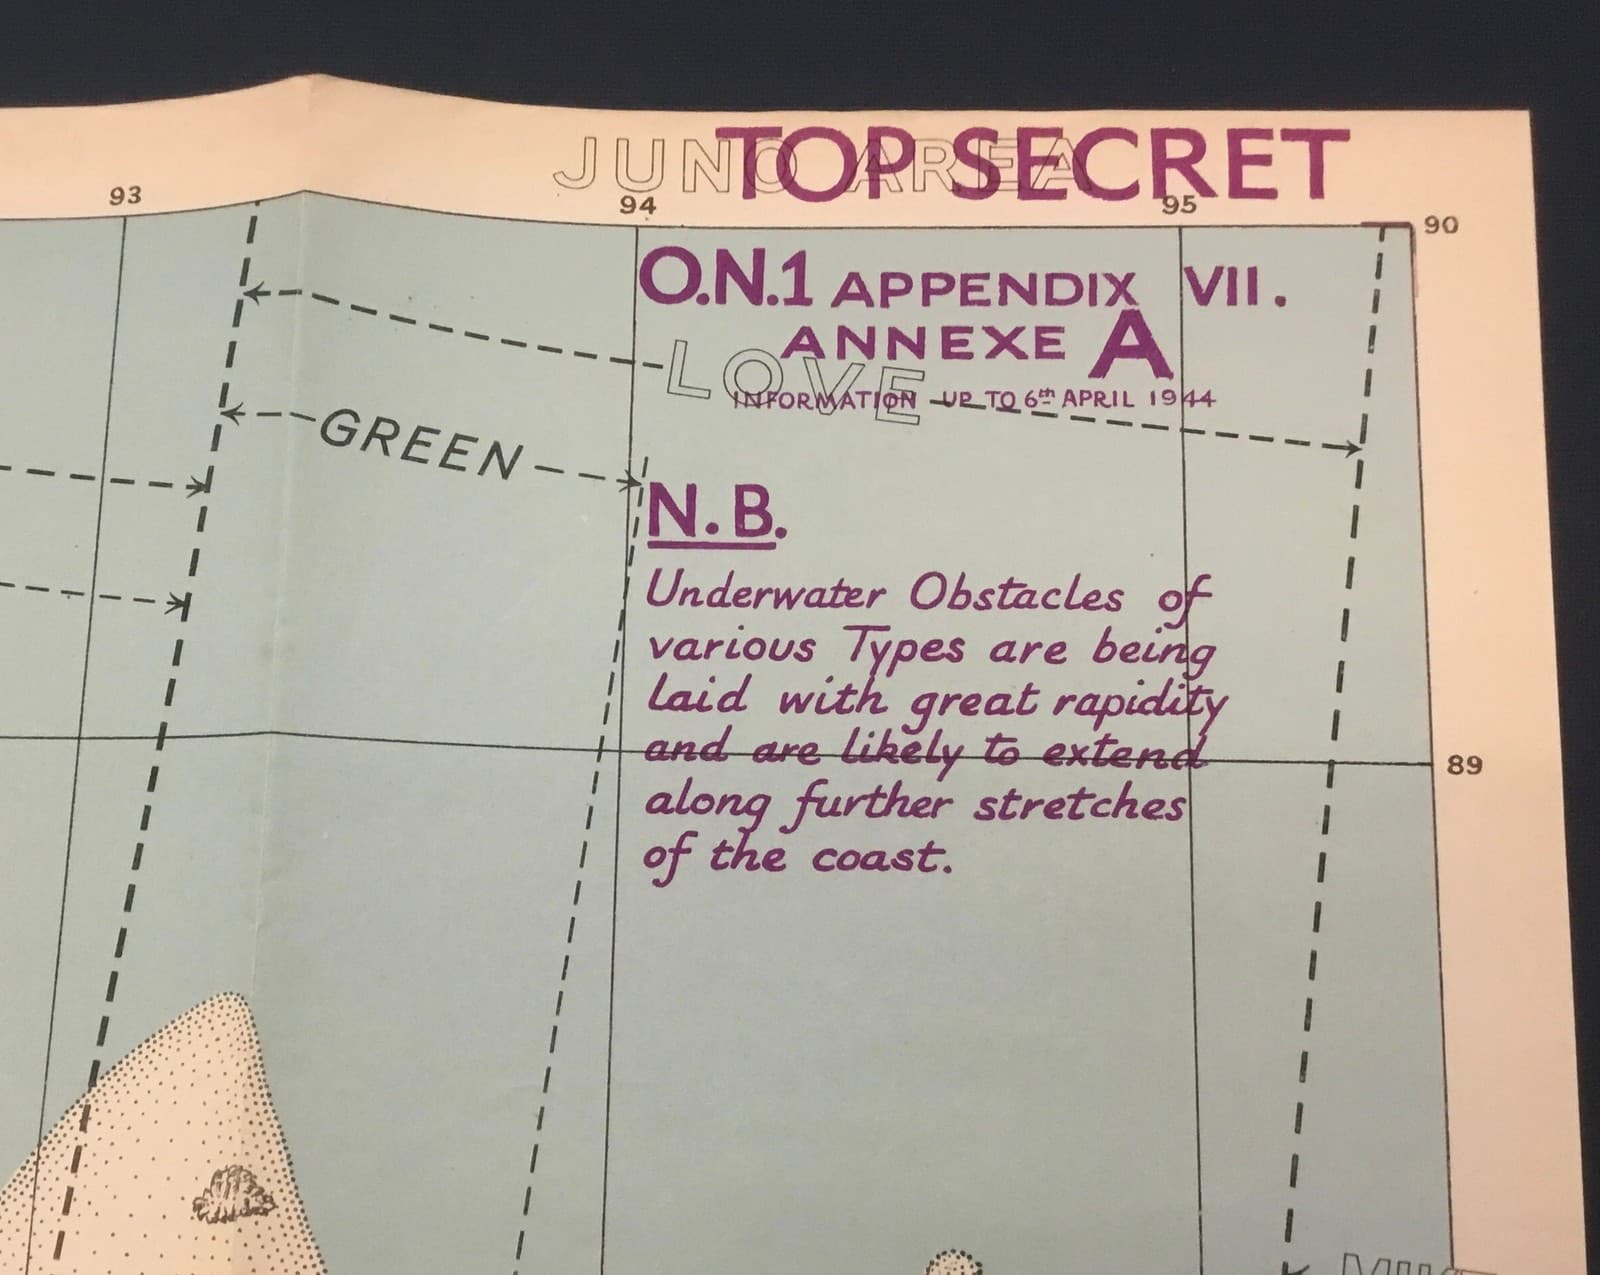 JUNO AREA
TOP SECRET
93
94
95
90
O.N.1 APPENDIX VII.
ANNEXE A
LOVE
INFORMATION UP TO 6th APRIL 1944
GREEN
N.B.
Underwater Obstacles of
various Types are being
laid with great rapidity
and are likely to extend
89
along further stretches
of the coast.